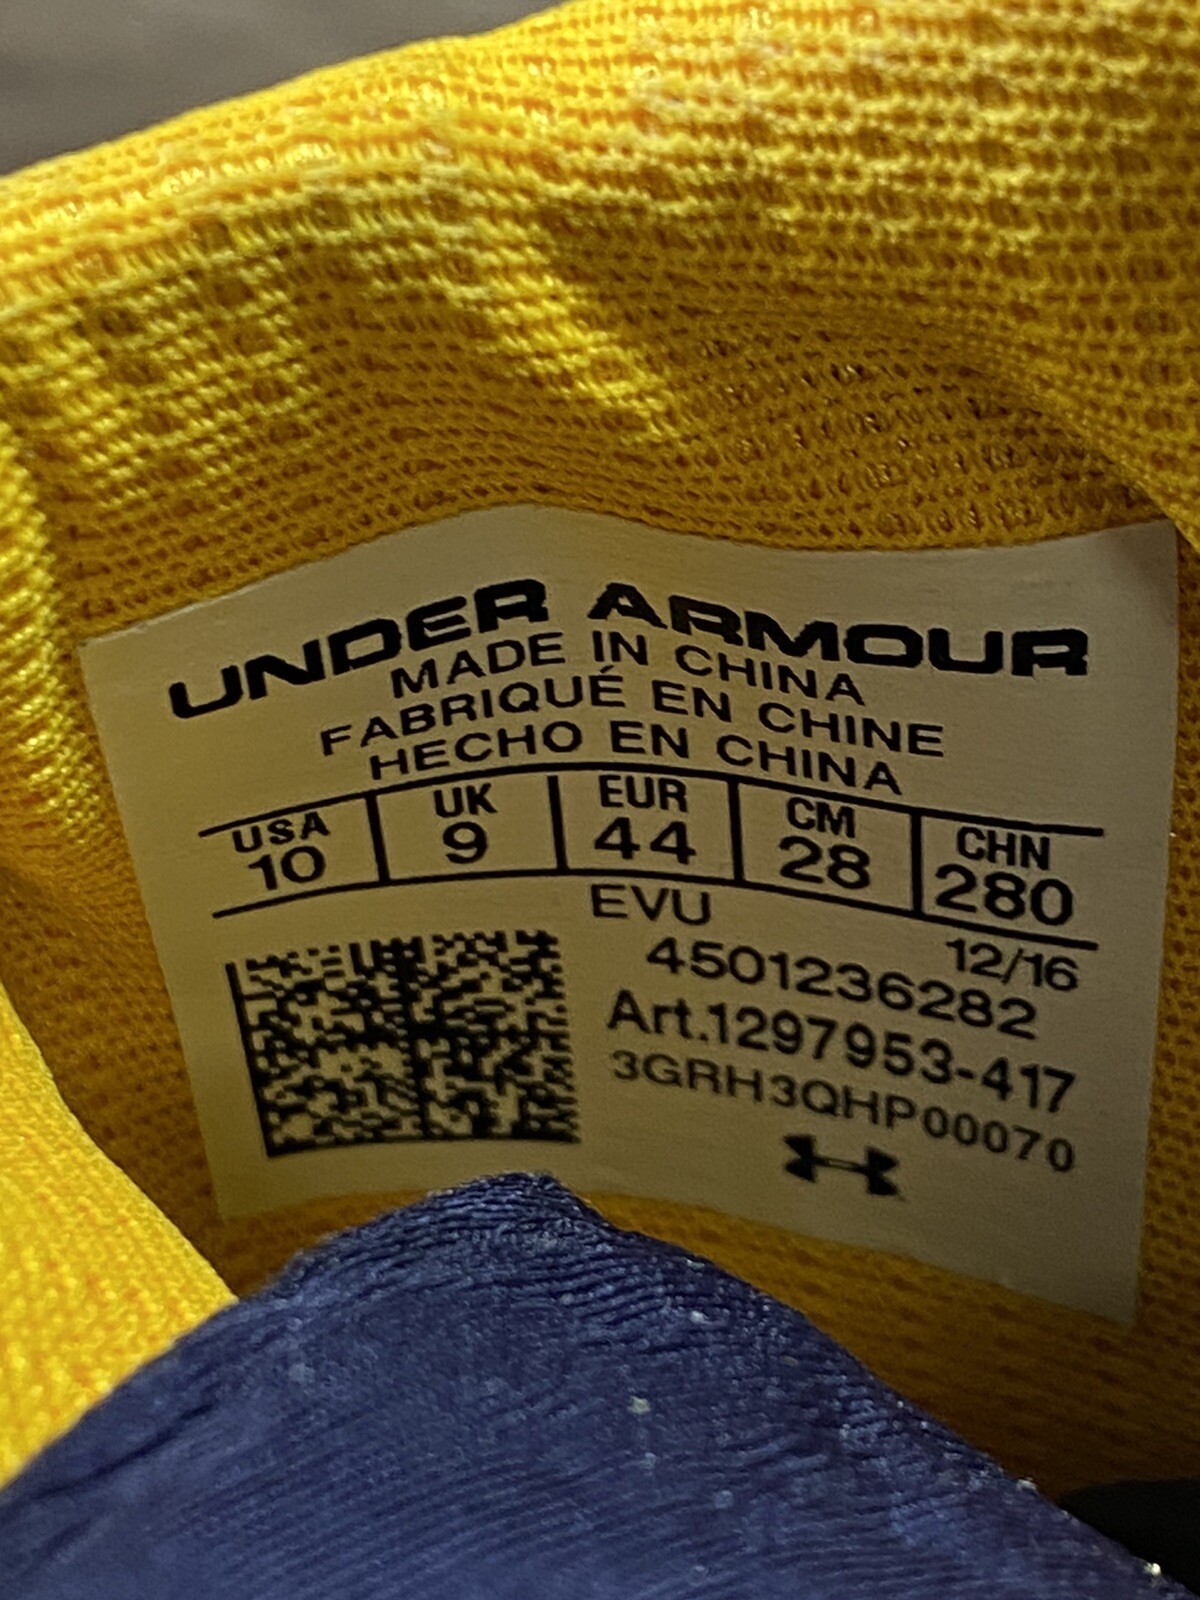 UNDER ARMOUR
MADE IN CHINA
FABRIQUÉ EN CHINE
HECHO EN CHINA
USA UK EUR CM CHN
10 9 44 28 280
EVU 12/16
4501236282
Art.1297953-417
3GRH3QHP00070